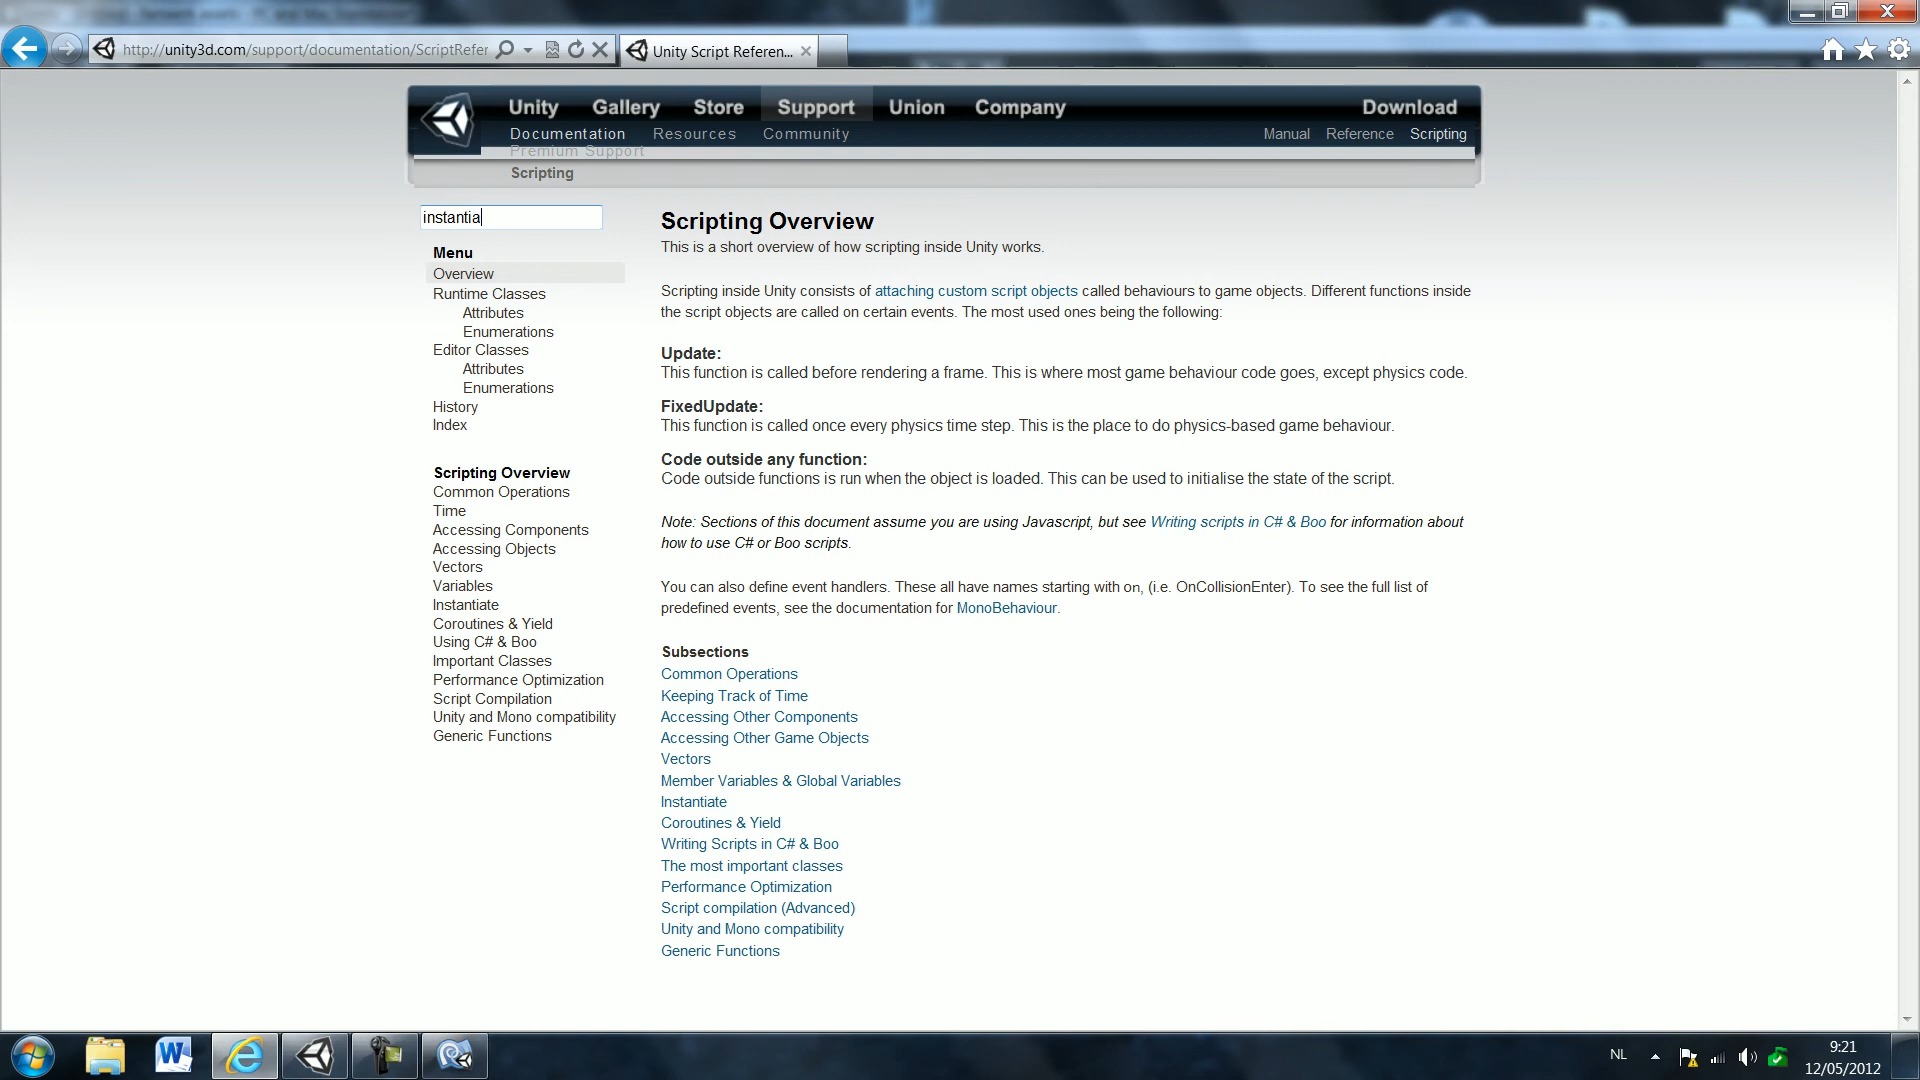 http://unity3d.com/support/documentation/ScriptRefer
Unity Script Referen...
Unity Gallery Store Support Union Company Download
Documentation Resources Community Manual Reference Scripting
Premium Support
Scripting
instantia
Menu
Overview
Runtime Classes
Attributes
Enumerations
Editor Classes
Attributes
Enumerations
History
Index
Scripting Overview
Common Operations
Time
Accessing Components
Accessing Objects
Vectors
Variables
Instantiate
Coroutines & Yield
Using C# & Boo
Important Classes
Performance Optimization
Script Compilation
Unity and Mono compatibility
Generic Functions
Scripting Overview
This is a short overview of how scripting inside Unity works.
Scripting inside Unity consists of attaching custom script objects called behaviours to game objects. Different functions inside
the script objects are called on certain events. The most used ones being the following:
Update:
This function is called before rendering a frame. This is where most game behaviour code goes, except physics code.
FixedUpdate:
This function is called once every physics time step. This is the place to do physics-based game behaviour.
Code outside any function:
Code outside functions is run when the object is loaded. This can be used to initialise the state of the script.
Note: Sections of this document assume you are using Javascript, but see Writing scripts in C# & Boo for information about
how to use C# or Boo scripts.
You can also define event handlers. These all have names starting with on, (i.e. OnCollisionEnter). To see the full list of
predefined events, see the documentation for MonoBehaviour.
Subsections
Common Operations
Keeping Track of Time
Accessing Other Components
Accessing Other Game Objects
Vectors
Member Variables & Global Variables
Instantiate
Coroutines & Yield
Writing Scripts in C# & Boo
The most important classes
Performance Optimization
Script compilation (Advanced)
Unity and Mono compatibility
Generic Functions
NL
9:21
12/05/2012